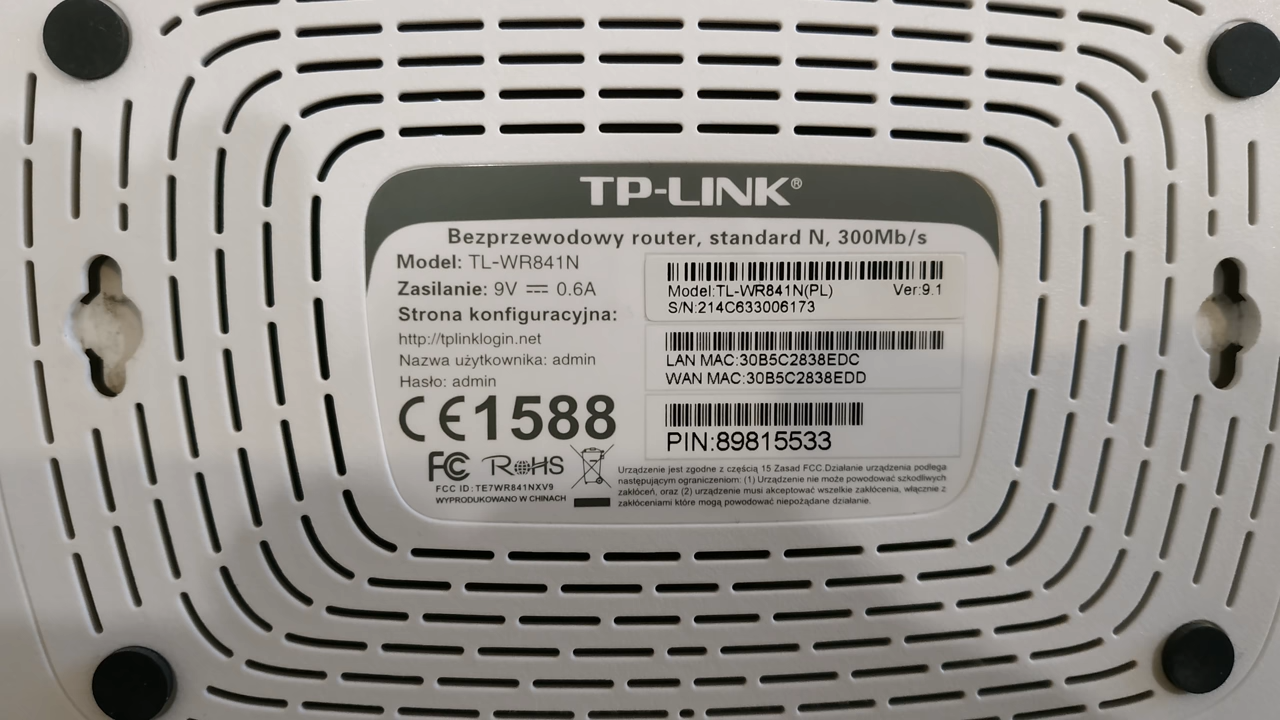 TP-LINK®
Bezprzewodowy router, standard N, 300Mb/s
Model: TL-WR841N
Zasilanie: 9V ⎓ 0.6A
Strona konfiguracyjna:
http://tplinklogin.net
Nazwa użytkownika: admin
Hasło: admin
CE1588
FC RoHS
FCC ID: TE7WR841NXV9
WYPRODUKOWANO W CHINACH
Model:TL-WR841N(PL) Ver:9.1
S/N:214C633006173
LAN MAC:30B5C2838EDC
WAN MAC:30B5C2838EDD
PIN:89815533
Urządzenie jest zgodne z częścią 15 Zasad FCC.Działanie urządzenia podlega
następującym ograniczeniom: (1) Urządzenie nie może powodować szkodliwych
zakłóceń, oraz (2) urządzenie musi akceptować wszelkie zakłócenia, włącznie z
zakłóceniami które mogą powodować niepożądane działanie.